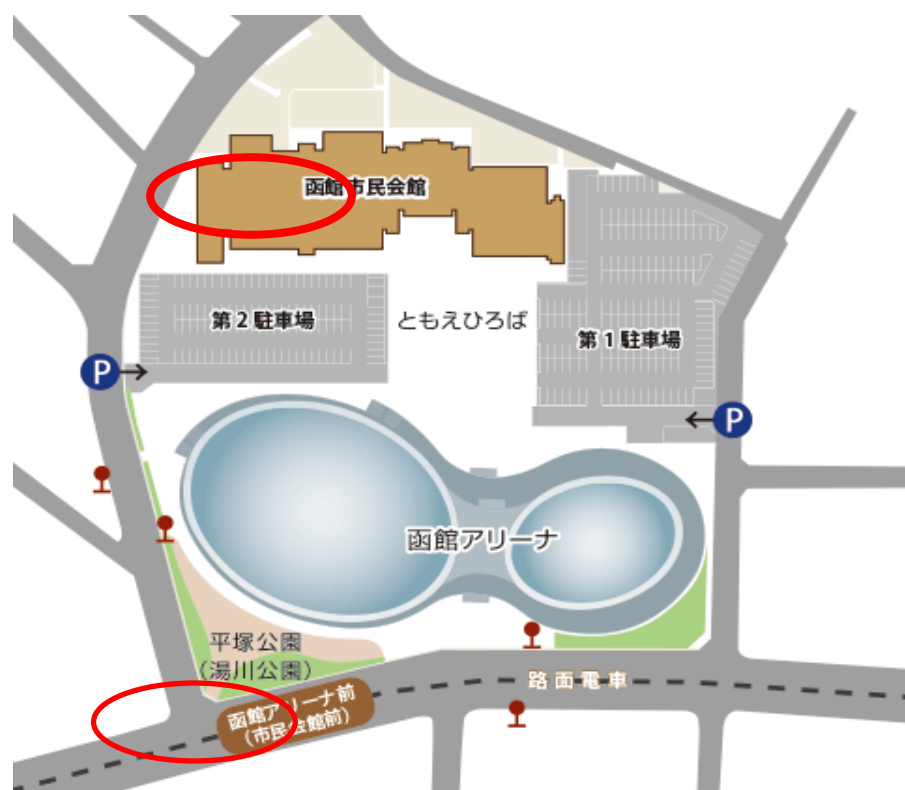 函館市民会館
第2駐車場
ともえひろば
第1駐車場
P
P
函館アリーナ
平塚公園
(湯川公園)
路面電車
函館アリーナ前
(市民会館前)